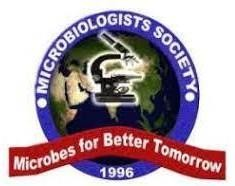 MICROBIOLOGISTS SOCIETY
Microbes for Better Tomorrow
1996